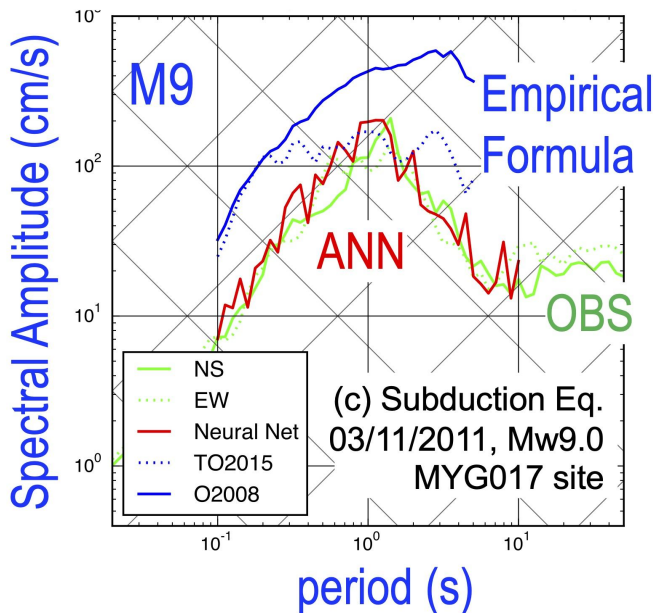 10³
M9
Empirical
Formula
10²
ANN
10¹
OBS
NS
EW
Neural Net
TO2015
O2008
(c) Subduction Eq.
03/11/2011, Mw9.0
MYG017 site
10⁰
10⁻¹
10⁰
10¹
period (s)
Spectral Amplitude (cm/s)